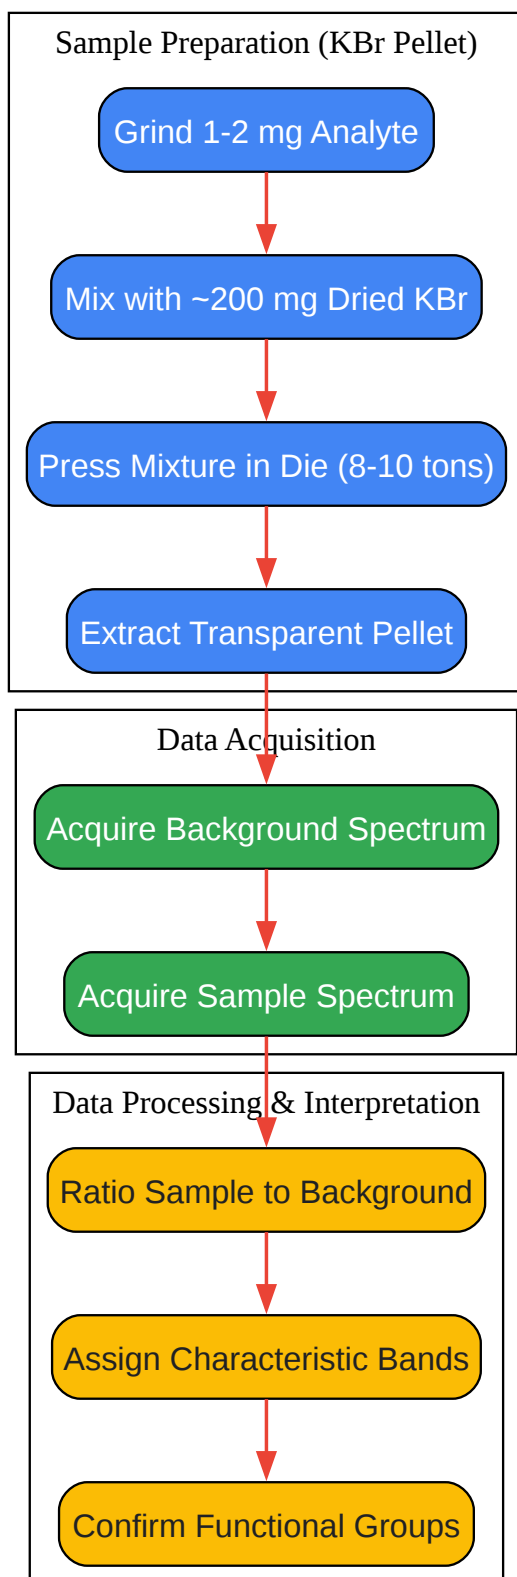 Sample Preparation (KBr Pellet)
Grind 1-2 mg Analyte
Mix with ~200 mg Dried KBr
Press Mixture in Die (8-10 tons)
Extract Transparent Pellet
Data Acquisition
Acquire Background Spectrum
Acquire Sample Spectrum
Data Processing & Interpretation
Ratio Sample to Background
Assign Characteristic Bands
Confirm Functional Groups